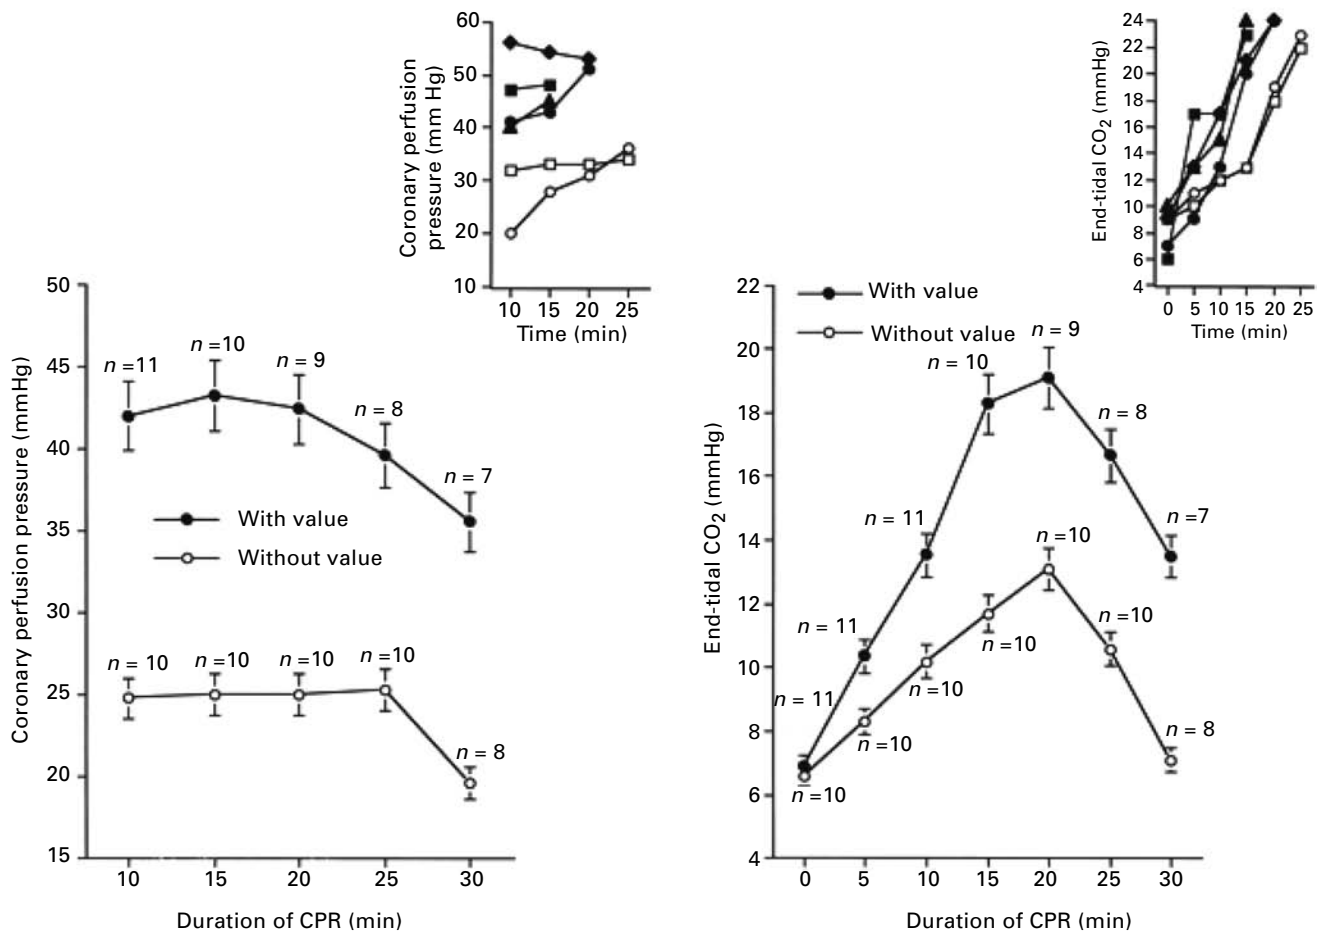 60
50
40
30
20
10
10 15 20 25
Time (min)
Coronary perfusion
pressure (mm Hg)
50
45
40
35
30
25
20
15
Coronary perfusion pressure (mmHg)
n=11
n=10
n = 9
n = 8
n = 7
With value
Without value
n = 10
n =10
n =10
n =10
n = 8
10 15 20 25 30
Duration of CPR (min)
24
22
20
18
16
14
12
10
8
6
4
0 5 10 15 20 25
Time (min)
End-tidal CO2 (mmHg)
22
20
18
16
14
12
10
8
6
4
End-tidal CO2 (mmHg)
With value
Without value
n = 9
n = 10
n = 8
n = 11
n =7
n =10
n = 11
n =10
n =10
n = 11
n =10
n = 8
n =10
n =10
0 5 10 15 20 25 30
Duration of CPR (min)